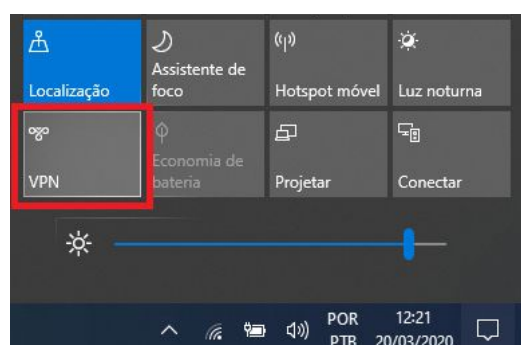 Localização
Assistente de
foco
Hotspot móvel
Luz noturna
VPN
Economia de
bateria
Projetar
Conectar
POR
PTB
12:21
20/03/2020